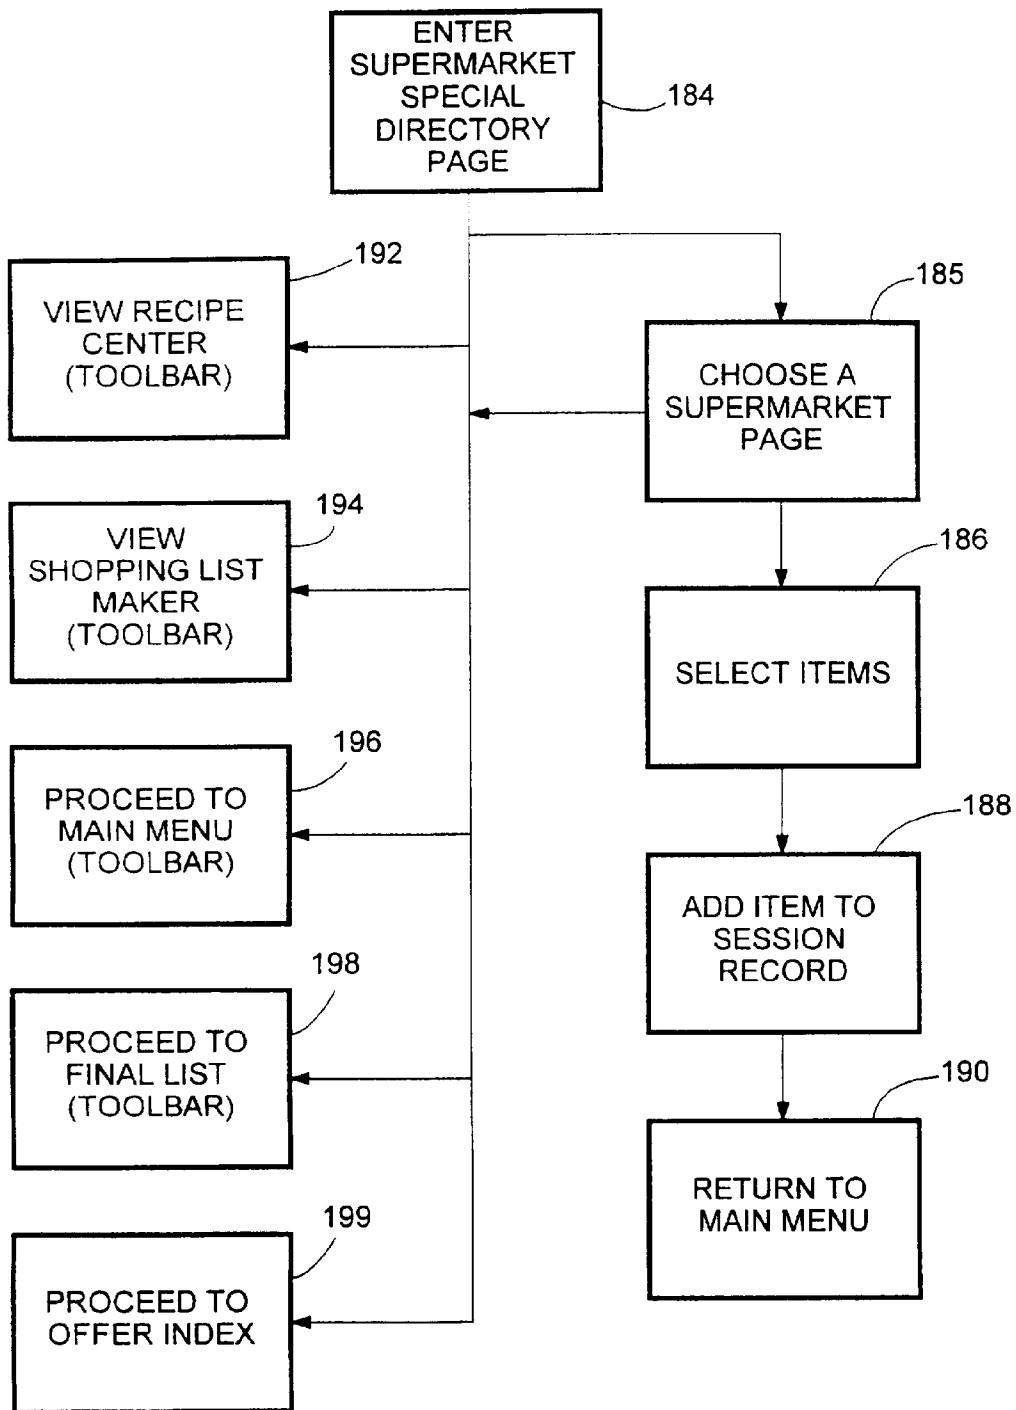 ENTER
SUPERMARKET
SPECIAL
DIRECTORY
PAGE
184
192
VIEW RECIPE
CENTER
(TOOLBAR)
185
CHOOSE A
SUPERMARKET
PAGE
194
VIEW
SHOPPING LIST
MAKER
(TOOLBAR)
186
SELECT ITEMS
196
PROCEED TO
MAIN MENU
(TOOLBAR)
188
ADD ITEM TO
SESSION
RECORD
198
PROCEED TO
FINAL LIST
(TOOLBAR)
190
RETURN TO
MAIN MENU
199
PROCEED TO
OFFER INDEX